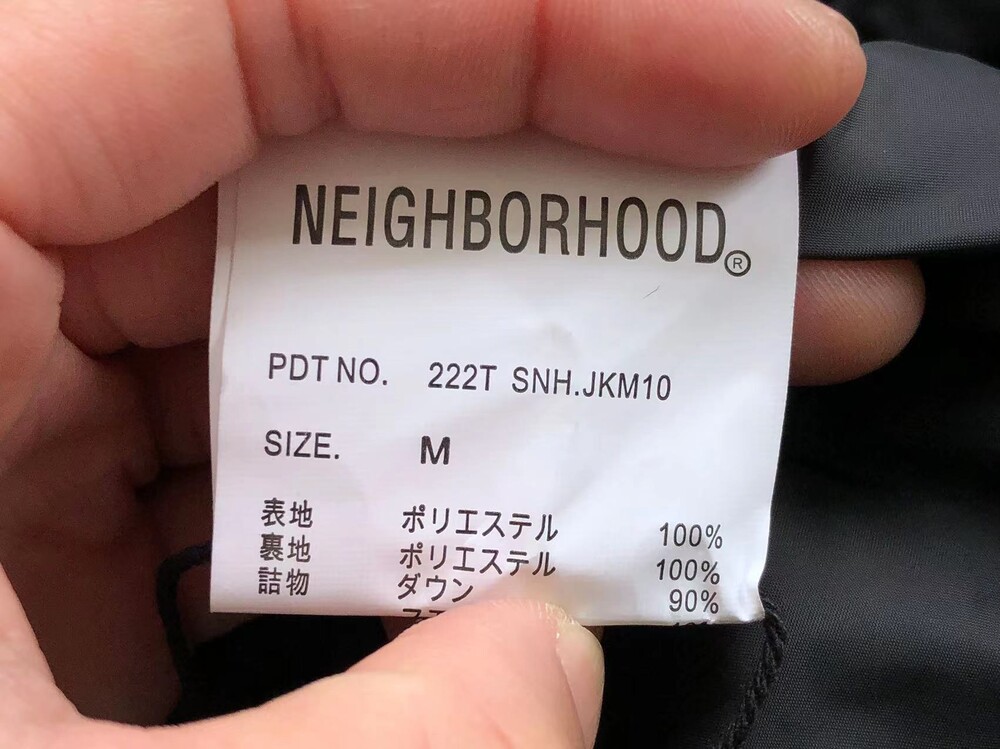 NEIGHBORHOOD®
PDT NO. 222T SNH.JKM10
SIZE. M
表地 ポリエステル 100%
裏地 ポリエステル 100%
詰物 ダウン 90%